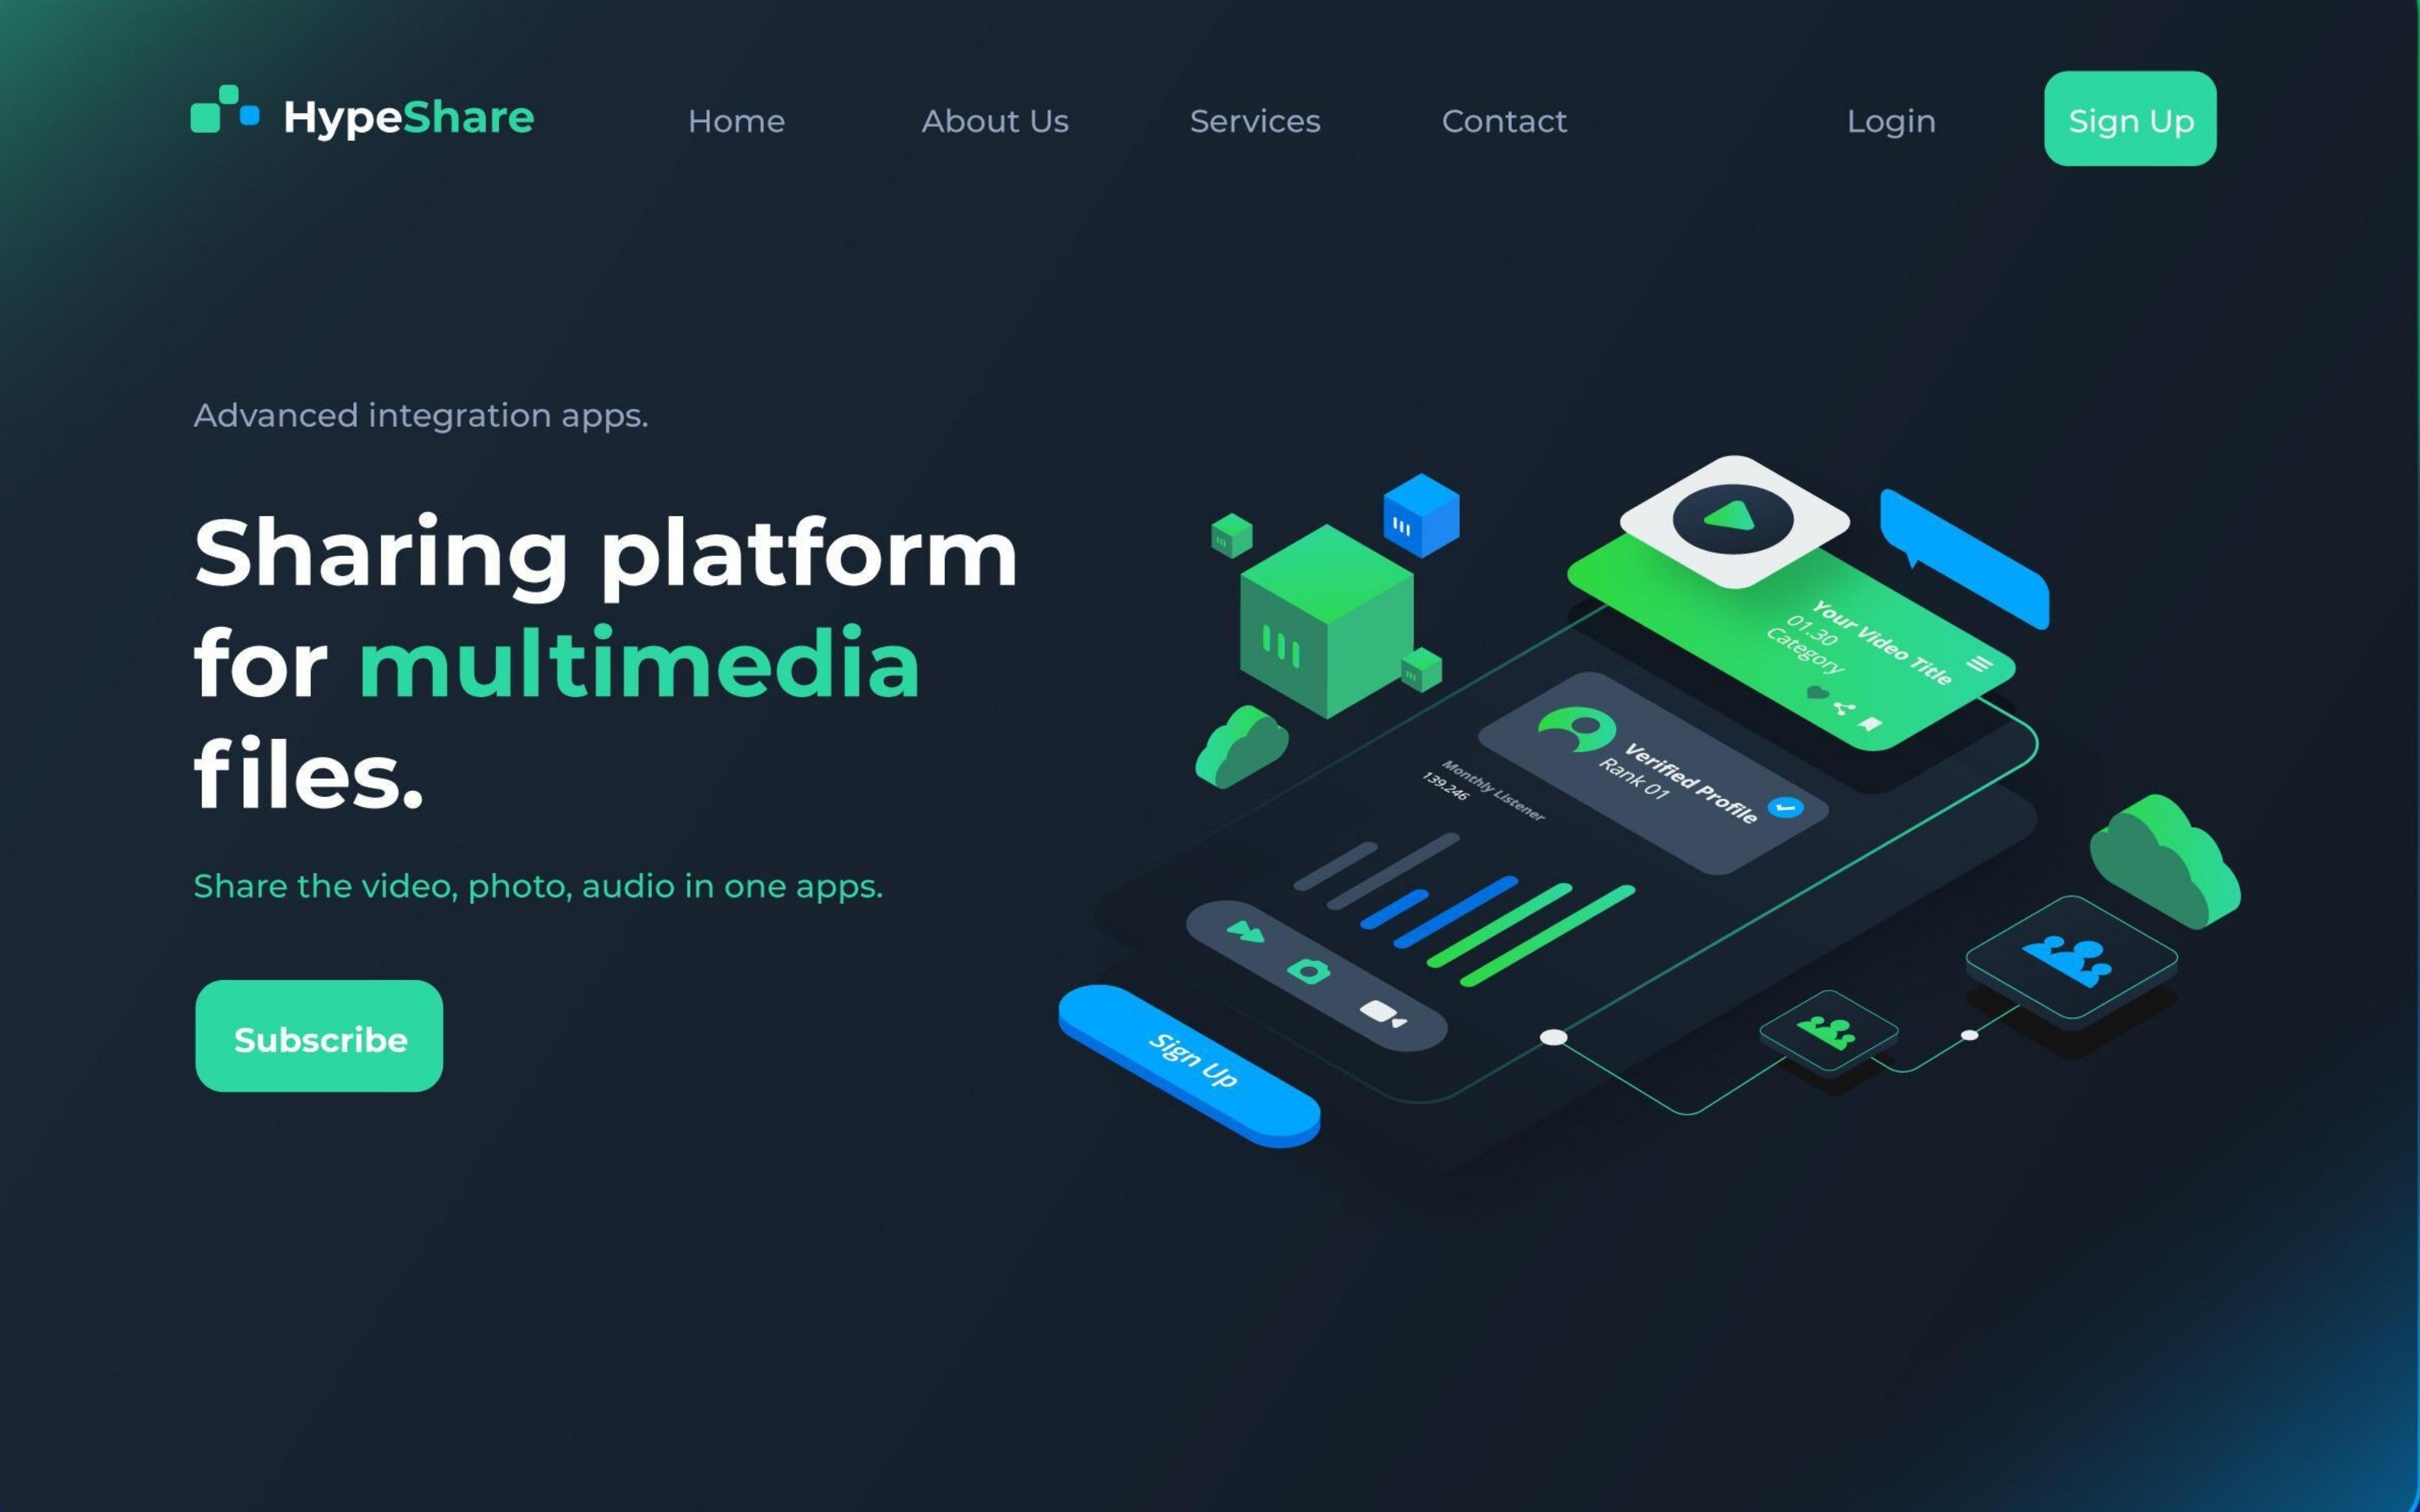 HypeShare
Home
About Us
Services
Contact
Login
Sign Up
Advanced integration apps.
Sharing platform
for multimedia
files.
Share the video, photo, audio in one apps.
Subscribe
Your Video Title
01.30
Category
Verified Profile
Rank 01
Monthly Listener
139.246
Sign Up